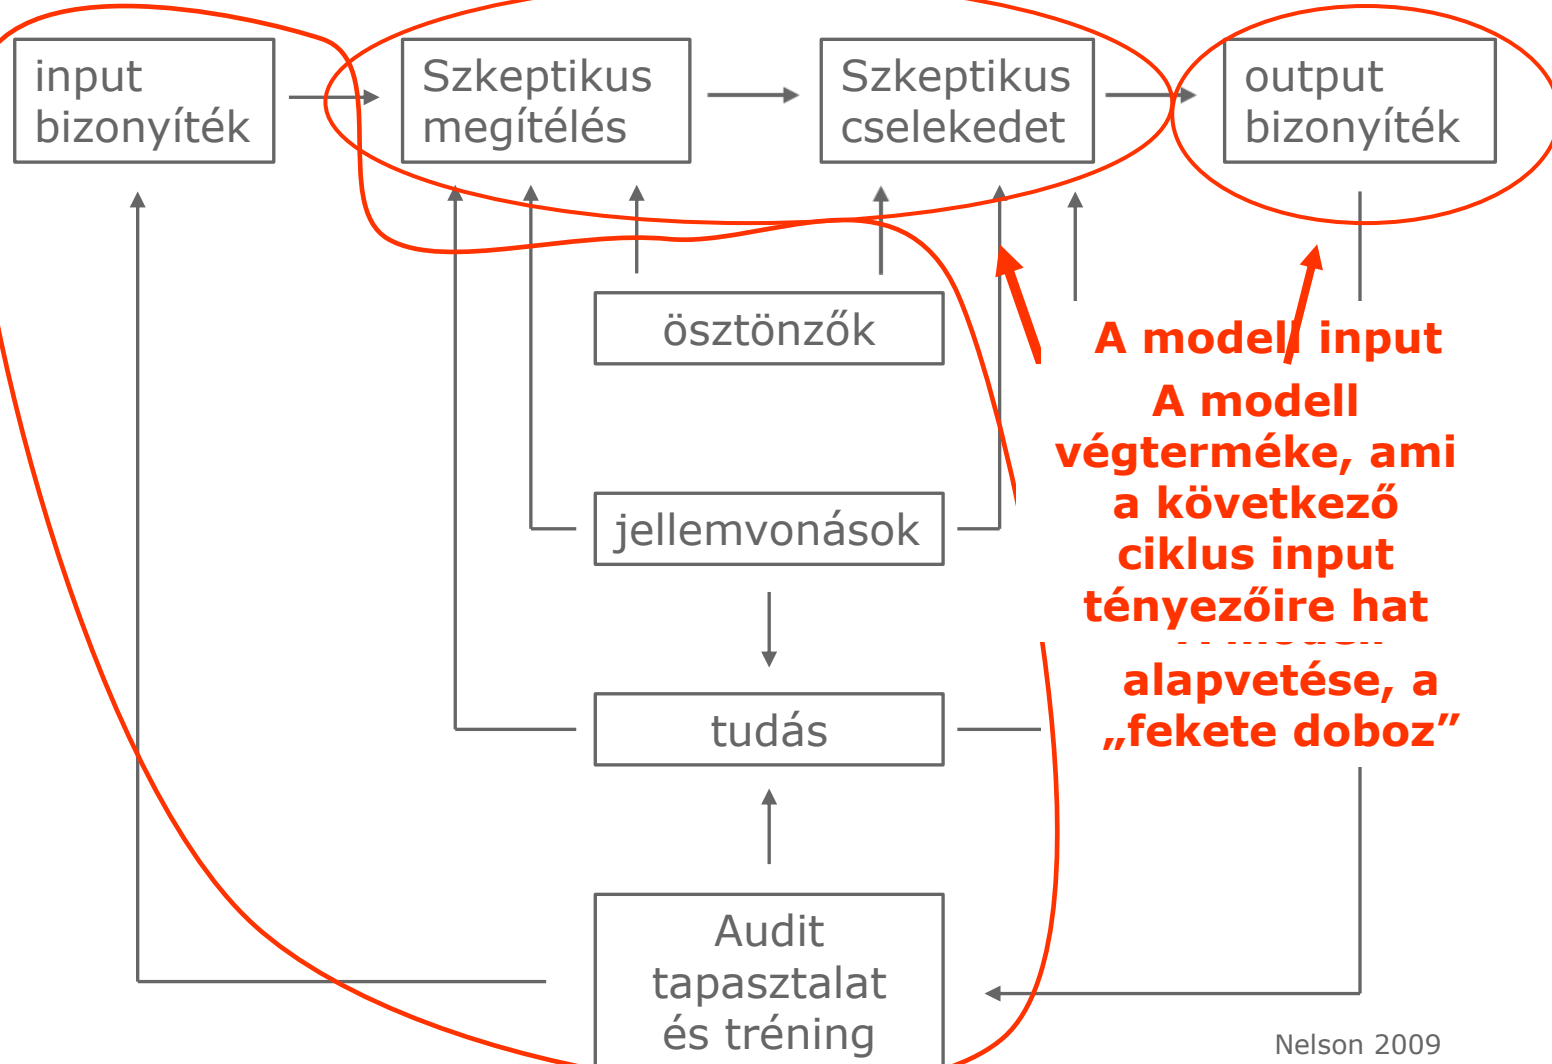 input
bizonyíték
Szkeptikus
megítélés
Szkeptikus
cselekedet
output
bizonyíték
ösztönzők
A modell input
A modell
végterméke, ami
a következő
ciklus input
tényezőire hat
jellemvonások
alapvetése, a
„fekete doboz”
tudás
Audit
tapasztalat
és tréning
Nelson 2009